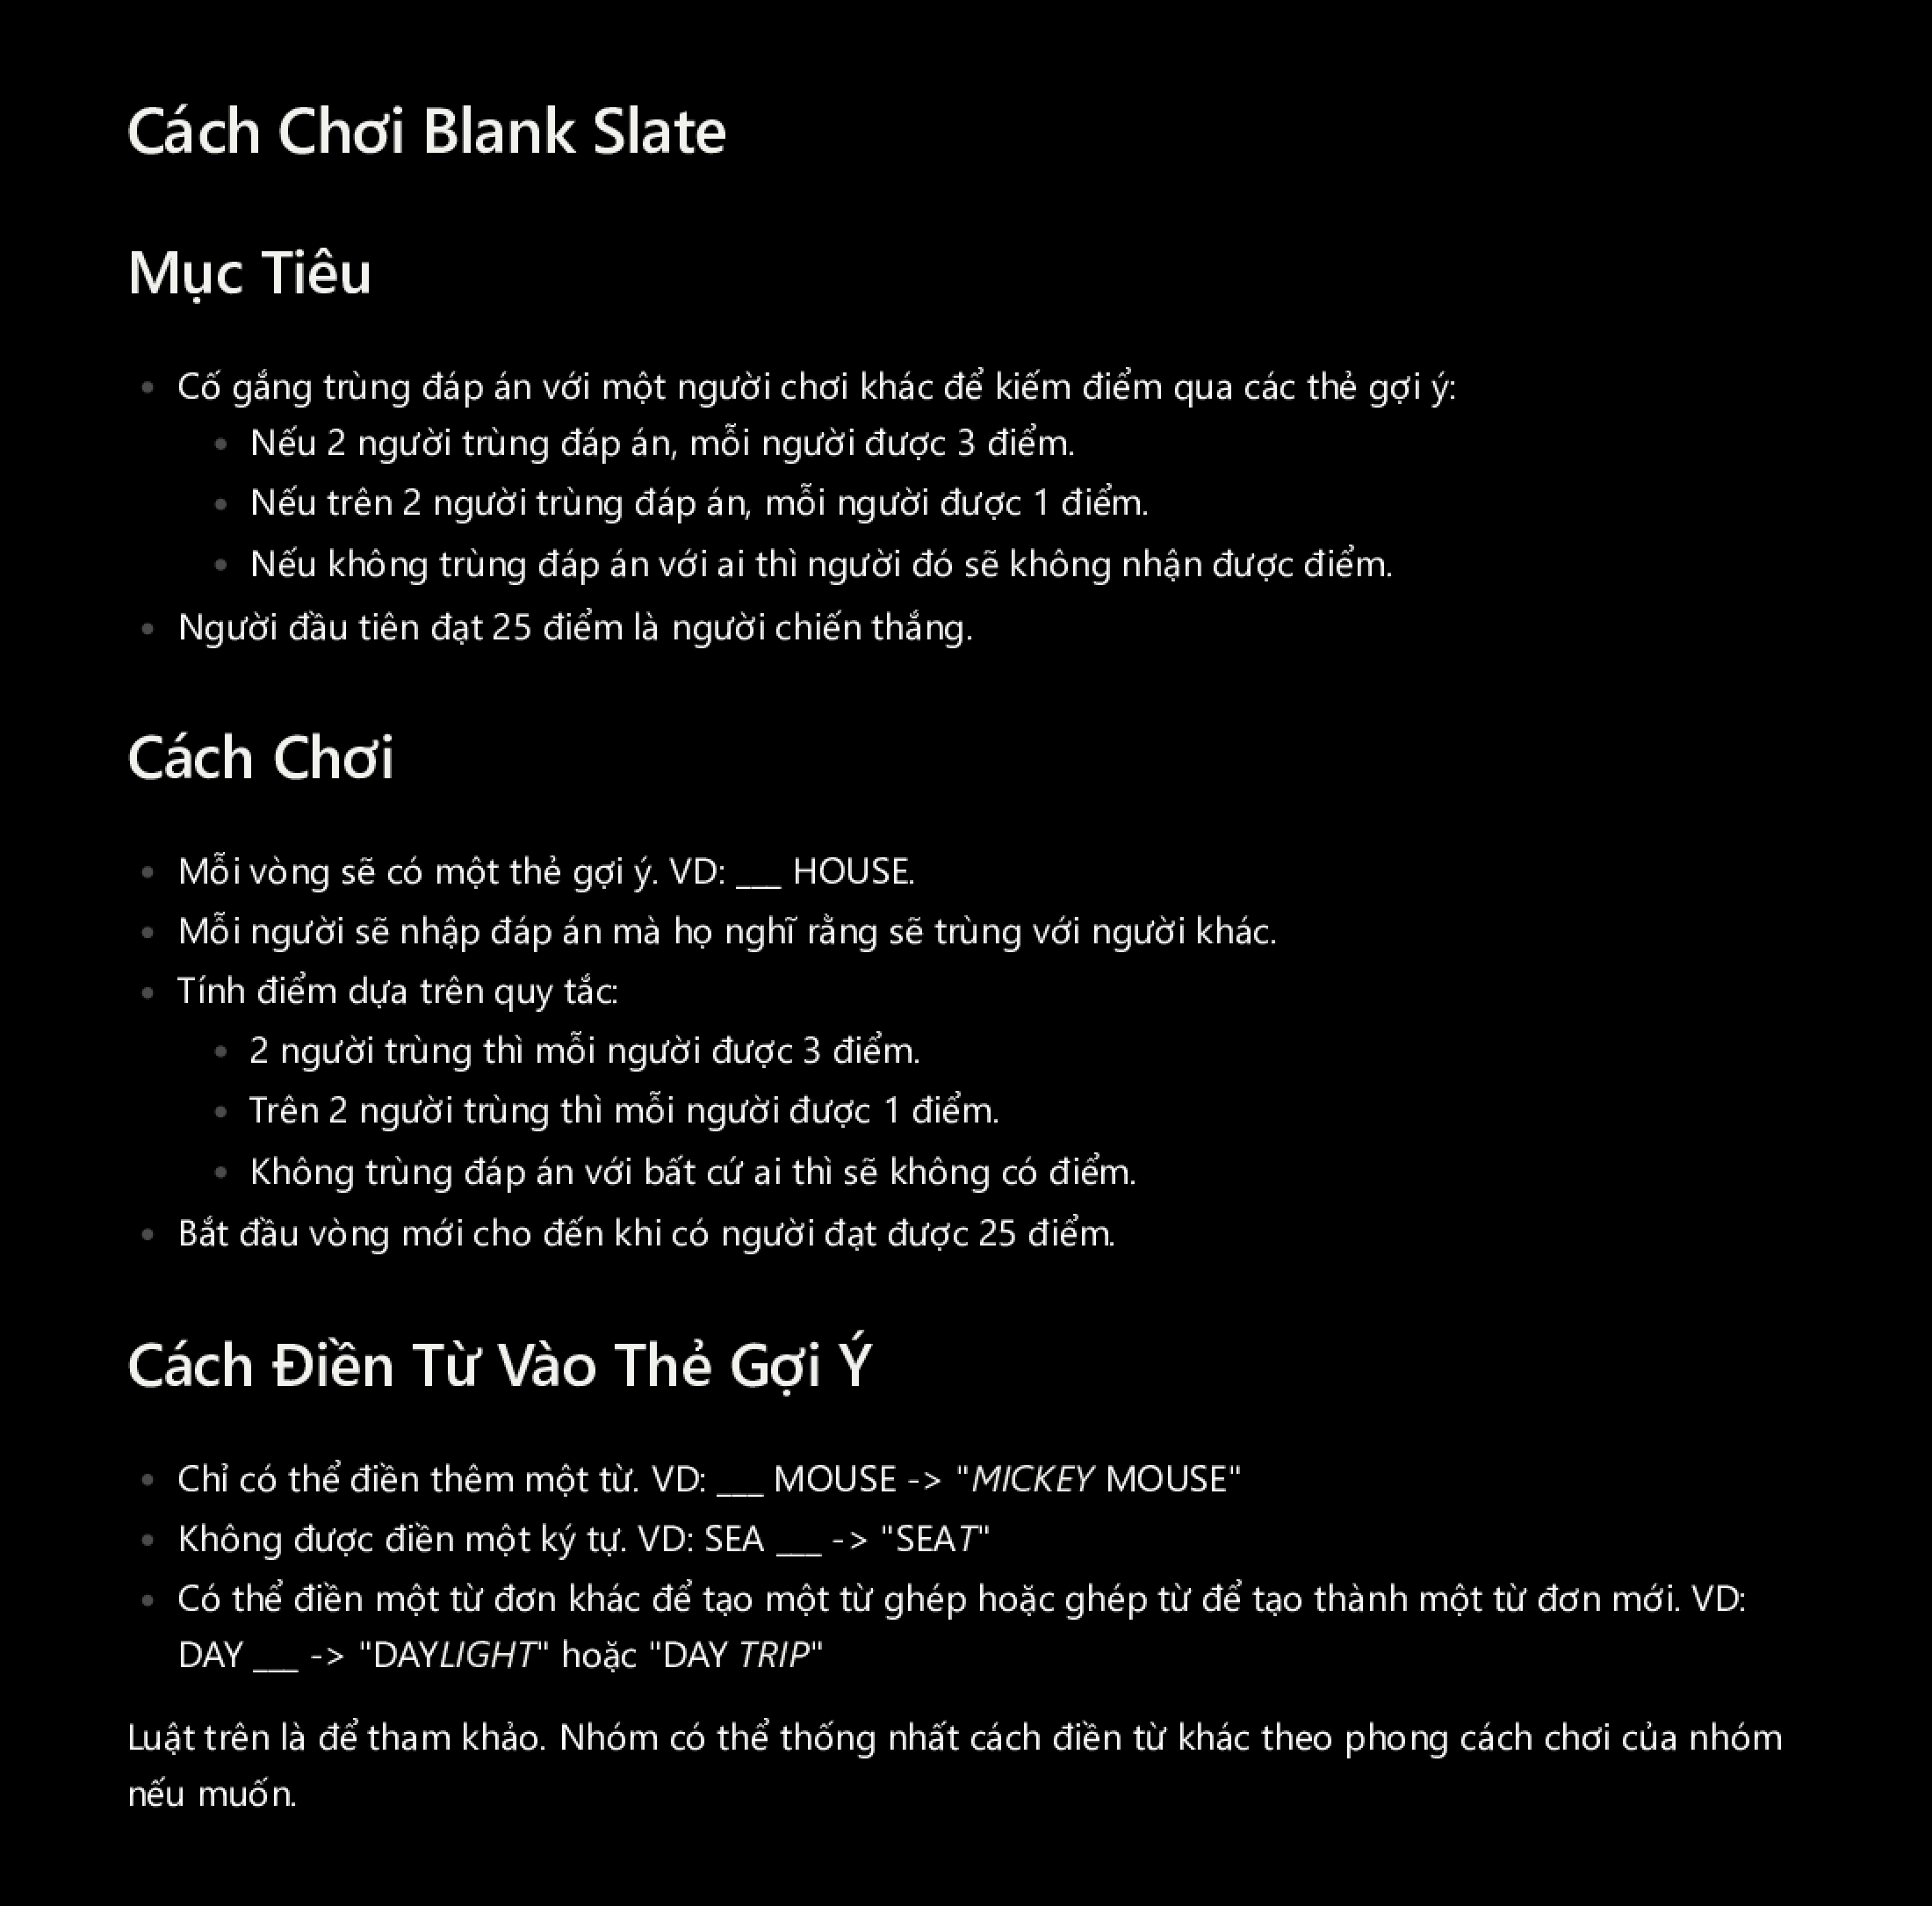 Cách Chơi Blank Slate
Mục Tiêu
Cố gắng trùng đáp án với một người chơi khác để kiếm điểm qua các thẻ gợi ý:
Nếu 2 người trùng đáp án, mỗi người được 3 điểm.
Nếu trên 2 người trùng đáp án, mỗi người được 1 điểm.
Nếu không trùng đáp án với ai thì người đó sẽ không nhận được điểm.
Người đầu tiên đạt 25 điểm là người chiến thắng.
Cách Chơi
Mỗi vòng sẽ có một thẻ gợi ý. VD: ___ HOUSE.
Mỗi người sẽ nhập đáp án mà họ nghĩ rằng sẽ trùng với người khác.
Tính điểm dựa trên quy tắc:
2 người trùng thì mỗi người được 3 điểm.
Trên 2 người trùng thì mỗi người được 1 điểm.
Không trùng đáp án với bất cứ ai thì sẽ không có điểm.
Bắt đầu vòng mới cho đến khi có người đạt được 25 điểm.
Cách Điền Từ Vào Thẻ Gợi Ý
Chỉ có thể điền thêm một từ. VD: ___ MOUSE -> "MICKEY MOUSE"
Không được điền một ký tự. VD: SEA ___ -> "SEAT"
Có thể điền một từ đơn khác để tạo một từ ghép hoặc ghép từ để tạo thành một từ đơn mới. VD:
DAY ___ -> "DAYLIGHT" hoặc "DAY TRIP"
Luật trên là để tham khảo. Nhóm có thể thống nhất cách điền từ khác theo phong cách chơi của nhóm
nếu muốn.